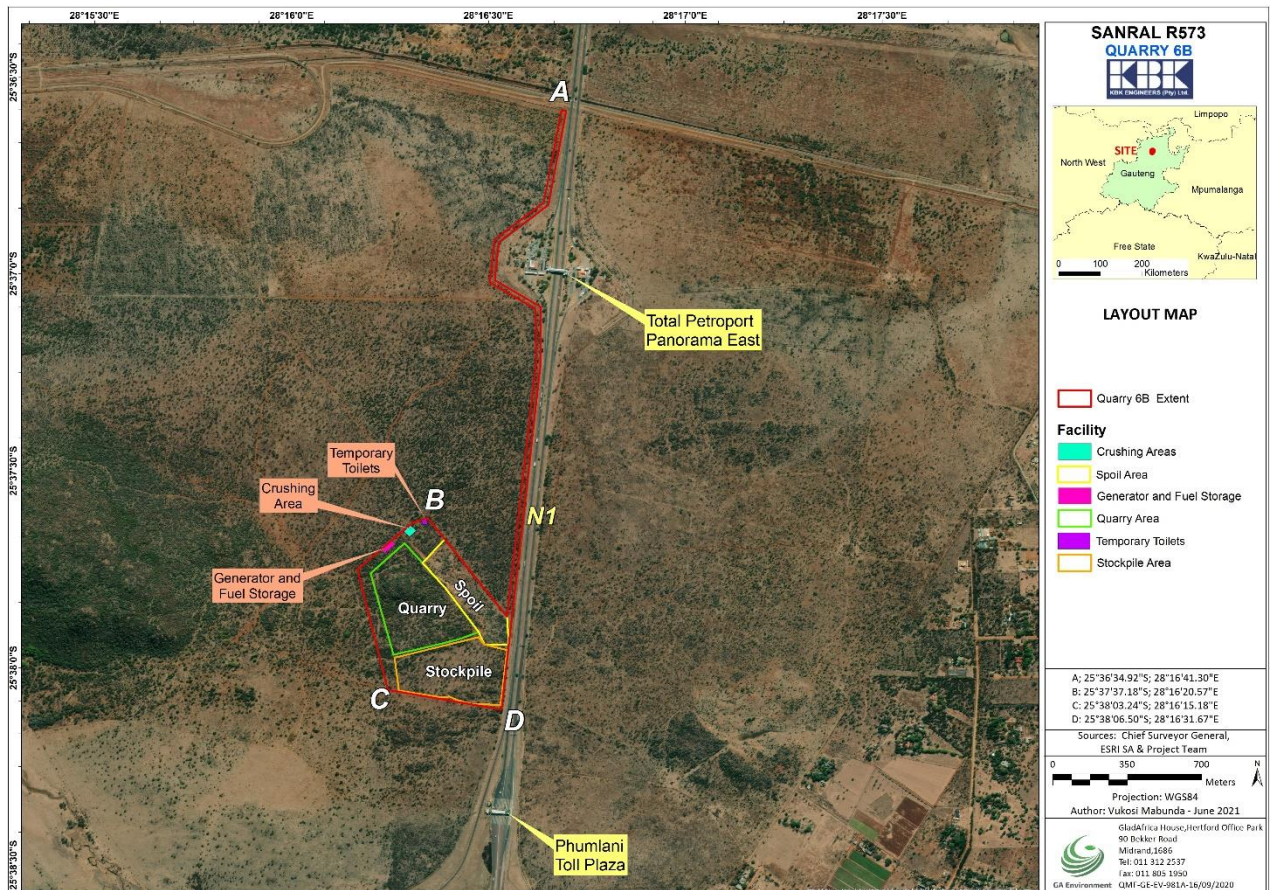 28°15'30"E 28°16'0"E 28°16'30"E 28°17'0"E 28°17'30"E
25°36'30"S
25°37'0"S
25°37'30"S
25°38'0"S
25°38'30"S
A
Total Petroport
Panorama East
Temporary
Toilets
Crushing
Area
B
N1
Generator and
Fuel Storage
Spoil
Quarry
Stockpile
C
D
Phumlani
Toll Plaza
SANRAL R573
QUARRY 6B
KBK
KBK ENGINEERS (Pty) Ltd.
Limpopo
SITE
North West
Gauteng
Mpumalanga
Free State
KwaZulu-Natal
0 100 200
Kilometers
LAYOUT MAP
Quarry 6B Extent
Facility
Crushing Areas
Spoil Area
Generator and Fuel Storage
Quarry Area
Temporary Toilets
Stockpile Area
A; 25°36'34.92"S; 28°16'41.30"E
B: 25°37'37.18"S; 28°16'20.57"E
C: 25°38'03.24"S; 28°16'15.18"E
D: 25°38'06.50"S; 28°16'31.67"E
Sources: Chief Surveyor General,
ESRI SA & Project Team
0 350 700
Meters
N
Projection: WGS84
Author: Vukosi Mabunda - June 2021
GladAfrica House,Hertford Office Park
90 Bekker Road
Midrand,1686
Tel: 011 312 2537
Fax: 011 805 1950
GA Environment QMF-GE-EV-981A-16/09/2020